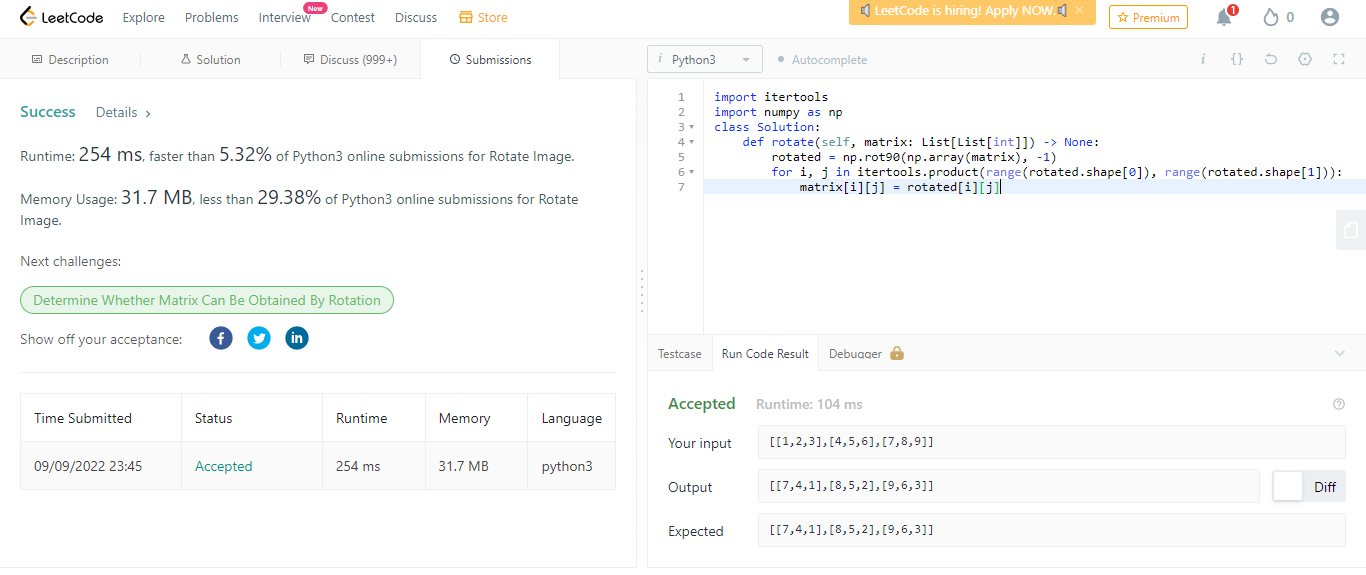 LeetCode
Explore
Problems
Interview
New
Contest
Discuss
Store
LeetCode is hiring! Apply NOW.
×
Premium
1
0
Description
Solution
Discuss (999+)
Submissions
Success
Details >
Runtime: 254 ms, faster than 5.32% of Python3 online submissions for Rotate Image.
Memory Usage: 31.7 MB, less than 29.38% of Python3 online submissions for Rotate
Image.
Next challenges:
Determine Whether Matrix Can Be Obtained By Rotation
Show off your acceptance:
Time Submitted Status Runtime Memory Language
09/09/2022 23:45 Accepted 254 ms 31.7 MB python3
i Python3
Autocomplete
i {}
1 import itertools
2 import numpy as np
3 class Solution:
4 def rotate(self, matrix: List[List[int]]) -> None:
5 rotated = np.rot90(np.array(matrix), -1)
6 for i, j in itertools.product(range(rotated.shape[0]), range(rotated.shape[1])):
7 matrix[i][j] = rotated[i][j]
Testcase
Run Code Result
Debugger
Accepted Runtime: 104 ms
Your input [[1,2,3],[4,5,6],[7,8,9]]
Output [[7,4,1],[8,5,2],[9,6,3]]
Diff
Expected [[7,4,1],[8,5,2],[9,6,3]]